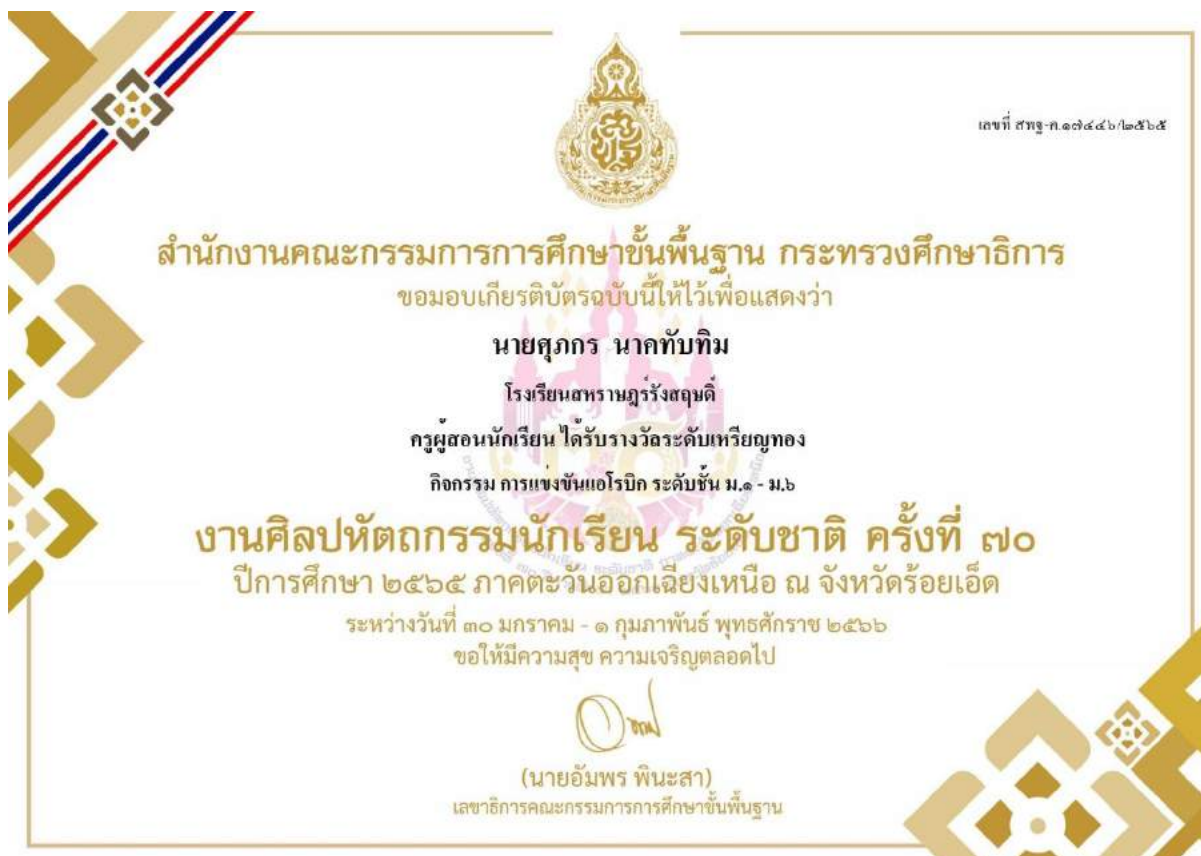 เลขที่ สพฐ-ค.๑๗๔๔๖/๒๕๖๕
สำนักงานคณะกรรมการการศึกษาขั้นพื้นฐาน กระทรวงศึกษาธิการ
ขอมอบเกียรติบัตรฉบับนี้ให้ไว้เพื่อแสดงว่า
นายศุภกร นาคทับทิม
โรงเรียนสหราษฎร์รังสฤษดิ์
ครูผู้สอนนักเรียน ได้รับรางวัลระดับเหรียญทอง
กิจกรรม การแข่งขันแอโรบิก ระดับชั้น ม.๑ - ม.๖
งานศิลปหัตถกรรมนักเรียน ระดับชาติ ครั้งที่ ๗๐
ปีการศึกษา ๒๕๖๕ ภาคตะวันออกเฉียงเหนือ ณ จังหวัดร้อยเอ็ด
ระหว่างวันที่ ๓๐ มกราคม - ๑ กุมภาพันธ์ พุทธศักราช ๒๕๖๖
ขอให้มีความสุข ความเจริญตลอดไป
(นายอัมพร พินะสา)
เลขาธิการคณะกรรมการการศึกษาขั้นพื้นฐาน